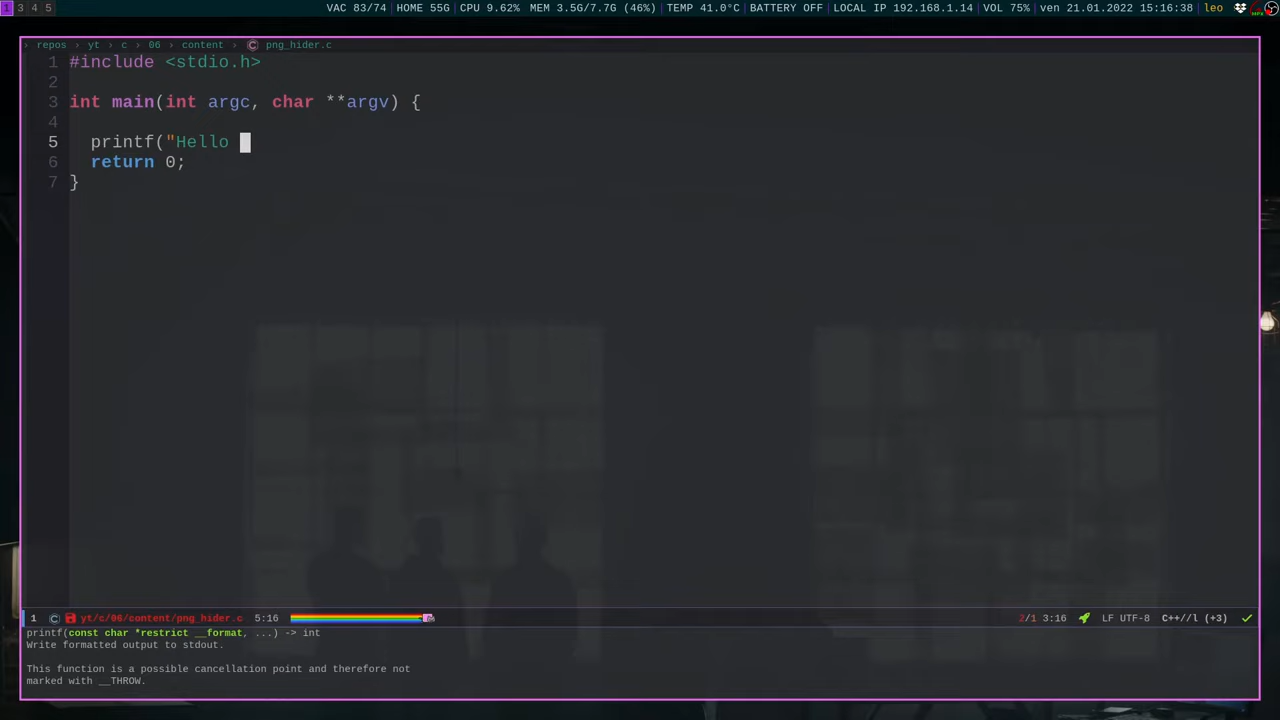 1 3 4 5 VAC 83/74 HOME 55G CPU 9.62% MEM 3.5G/7.7G (46%) TEMP 41.0°C BATTERY OFF LOCAL IP 192.168.1.14 VOL 75% ven 21.01.2022 15:16:38 leo
› repos › yt › c › 06 › content › png_hider.c
1 #include <stdio.h>
2
3 int main(int argc, char **argv) {
4
5   printf("Hello
6   return 0;
7 }
1 yt/c/06/content/png_hider.c 5:16 2/1 3:16 LF UTF-8 C++//l (+3)
printf(const char *restrict __format, ...) -> int
Write formatted output to stdout.
This function is a possible cancellation point and therefore not
marked with __THROW.